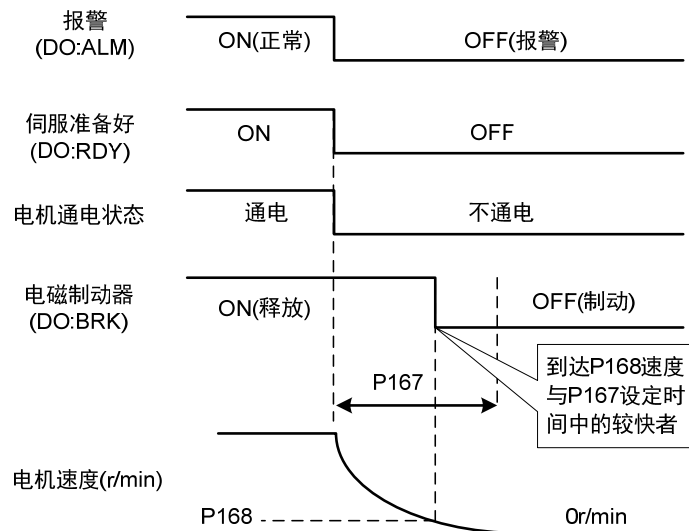 报警
(DO:ALM)
ON(正常)
OFF(报警)
伺服准备好
(DO:RDY)
ON
OFF
电机通电状态
通电
不通电
电磁制动器
(DO:BRK)
ON(释放)
OFF(制动)
P167
到达P168速度
与P167设定时
间中的较快者
电机速度(r/min)
P168
0r/min